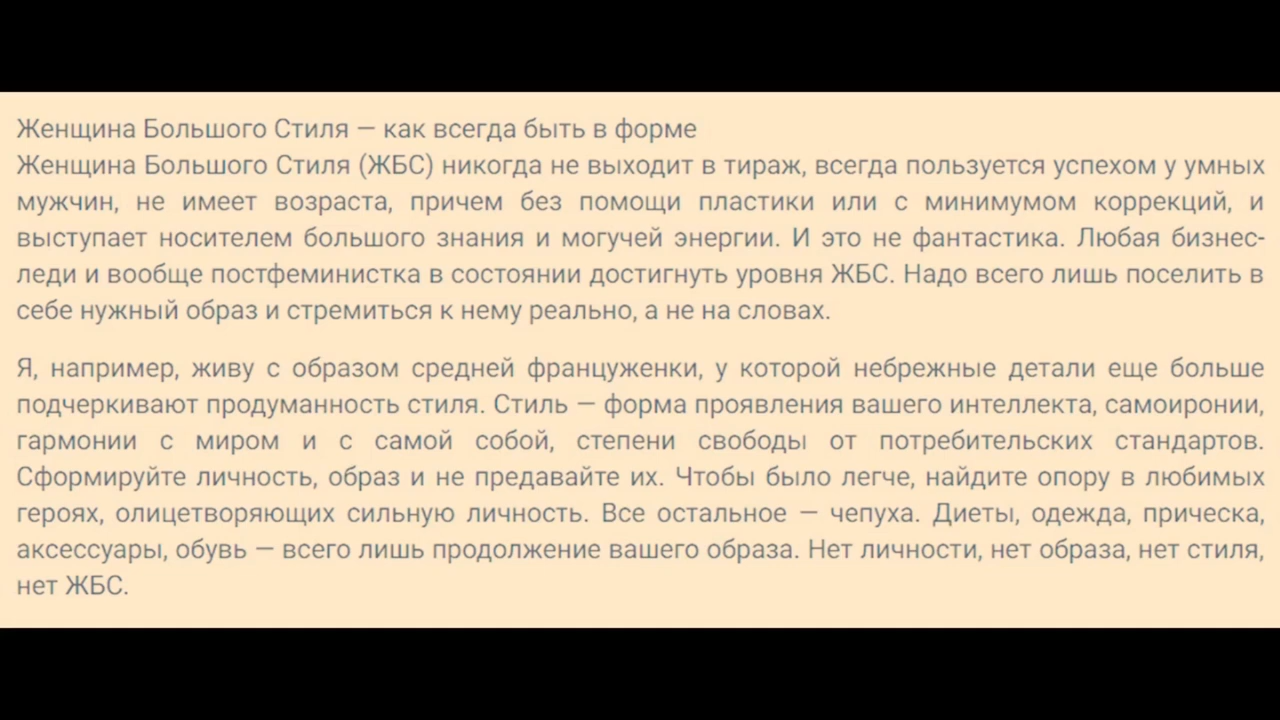 Женщина Большого Стиля — как всегда быть в форме
Женщина Большого Стиля (ЖБС) никогда не выходит в тираж, всегда пользуется успехом у умных
мужчин, не имеет возраста, причем без помощи пластики или с минимумом коррекций, и
выступает носителем большого знания и могучей энергии. И это не фантастика. Любая бизнес-
леди и вообще постфеминистка в состоянии достигнуть уровня ЖБС. Надо всего лишь поселить в
себе нужный образ и стремиться к нему реально, а не на словах.
Я, например, живу с образом средней француженки, у которой небрежные детали еще больше
подчеркивают продуманность стиля. Стиль — форма проявления вашего интеллекта, самоиронии,
гармонии с миром и с самой собой, степени свободы от потребительских стандартов.
Сформируйте личность, образ и не предавайте их. Чтобы было легче, найдите опору в любимых
героях, олицетворяющих сильную личность. Все остальное — чепуха. Диеты, одежда, прическа,
аксессуары, обувь — всего лишь продолжение вашего образа. Нет личности, нет образа, нет стиля,
нет ЖБС.